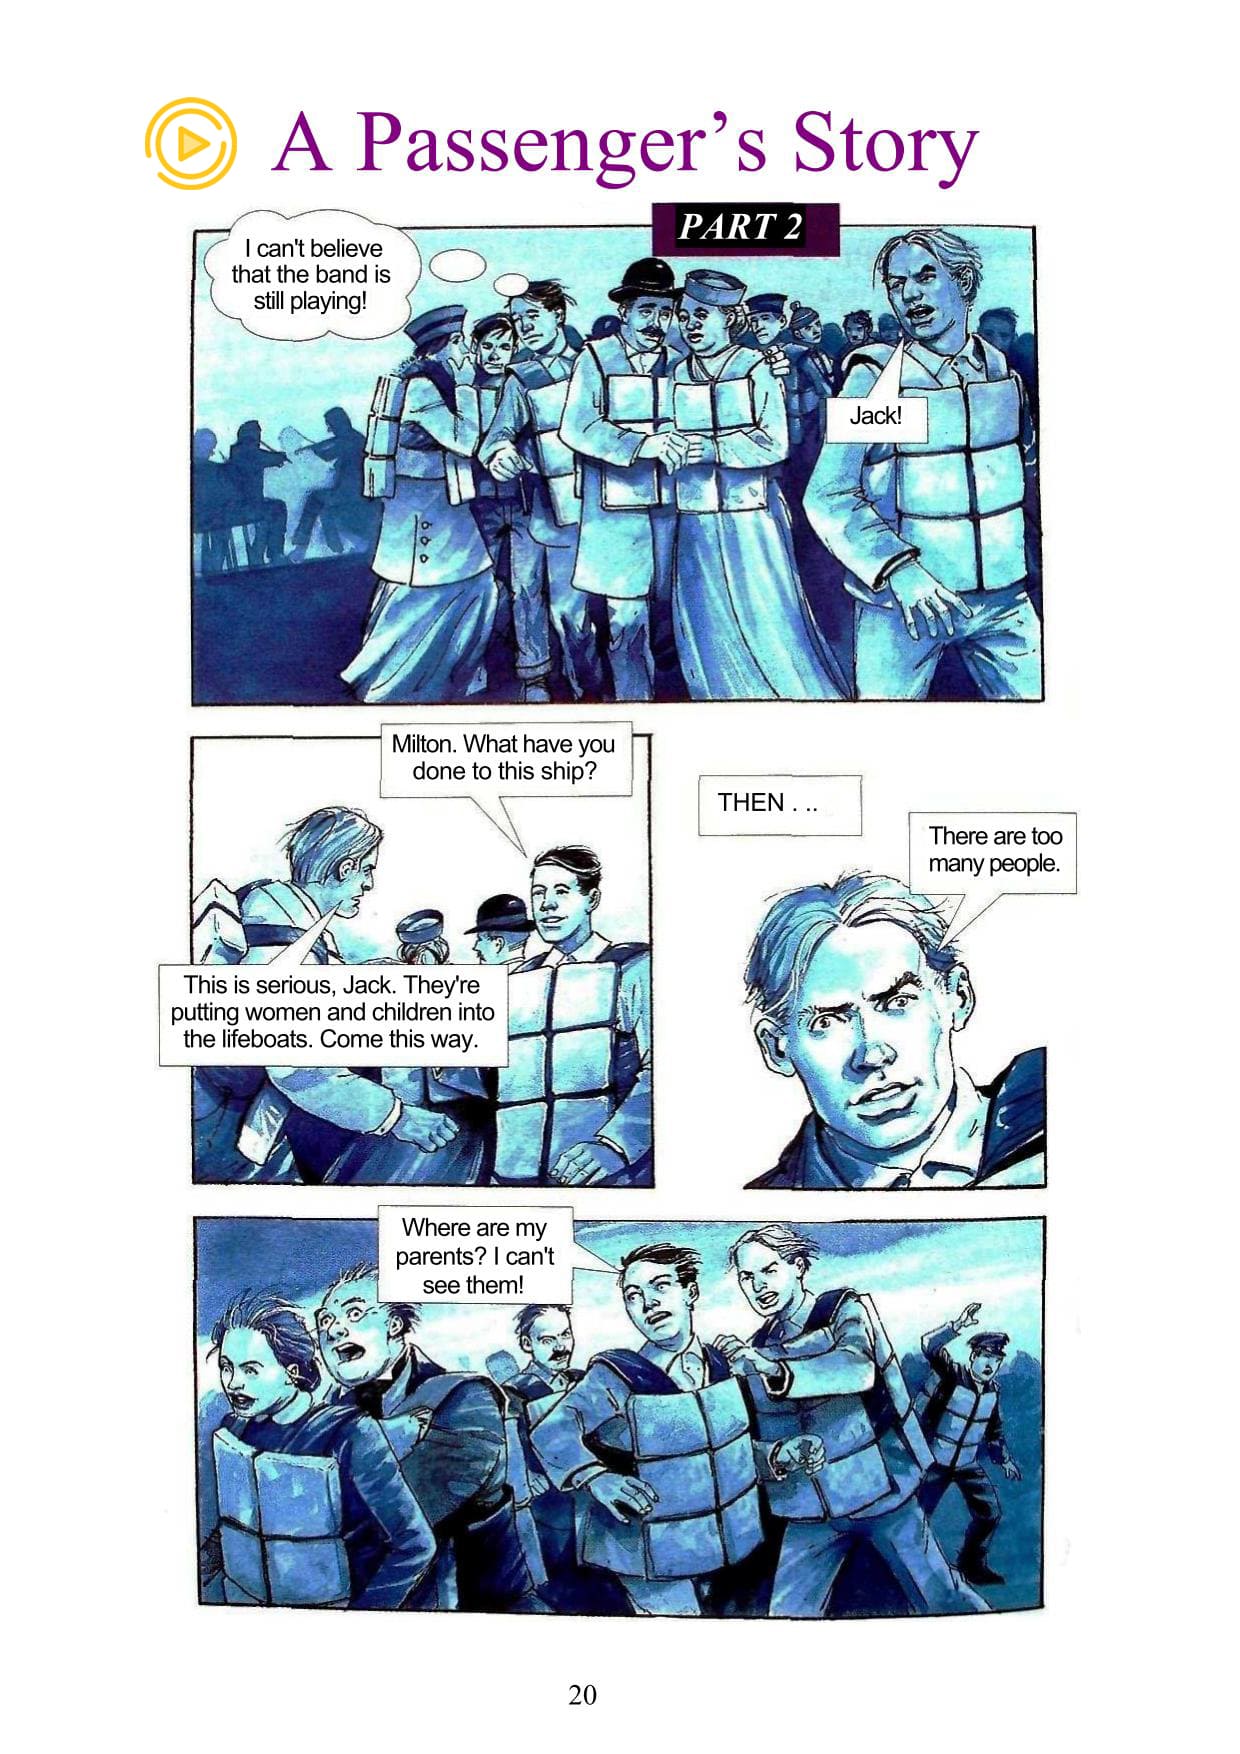 A Passenger’s Story
PART 2
I can't believe
that the band is
still playing!
Jack!
Milton. What have you
done to this ship?
This is serious, Jack. They're
putting women and children into
the lifeboats. Come this way.
THEN . ..
There are too
many people.
Where are my
parents? I can't
see them!
20